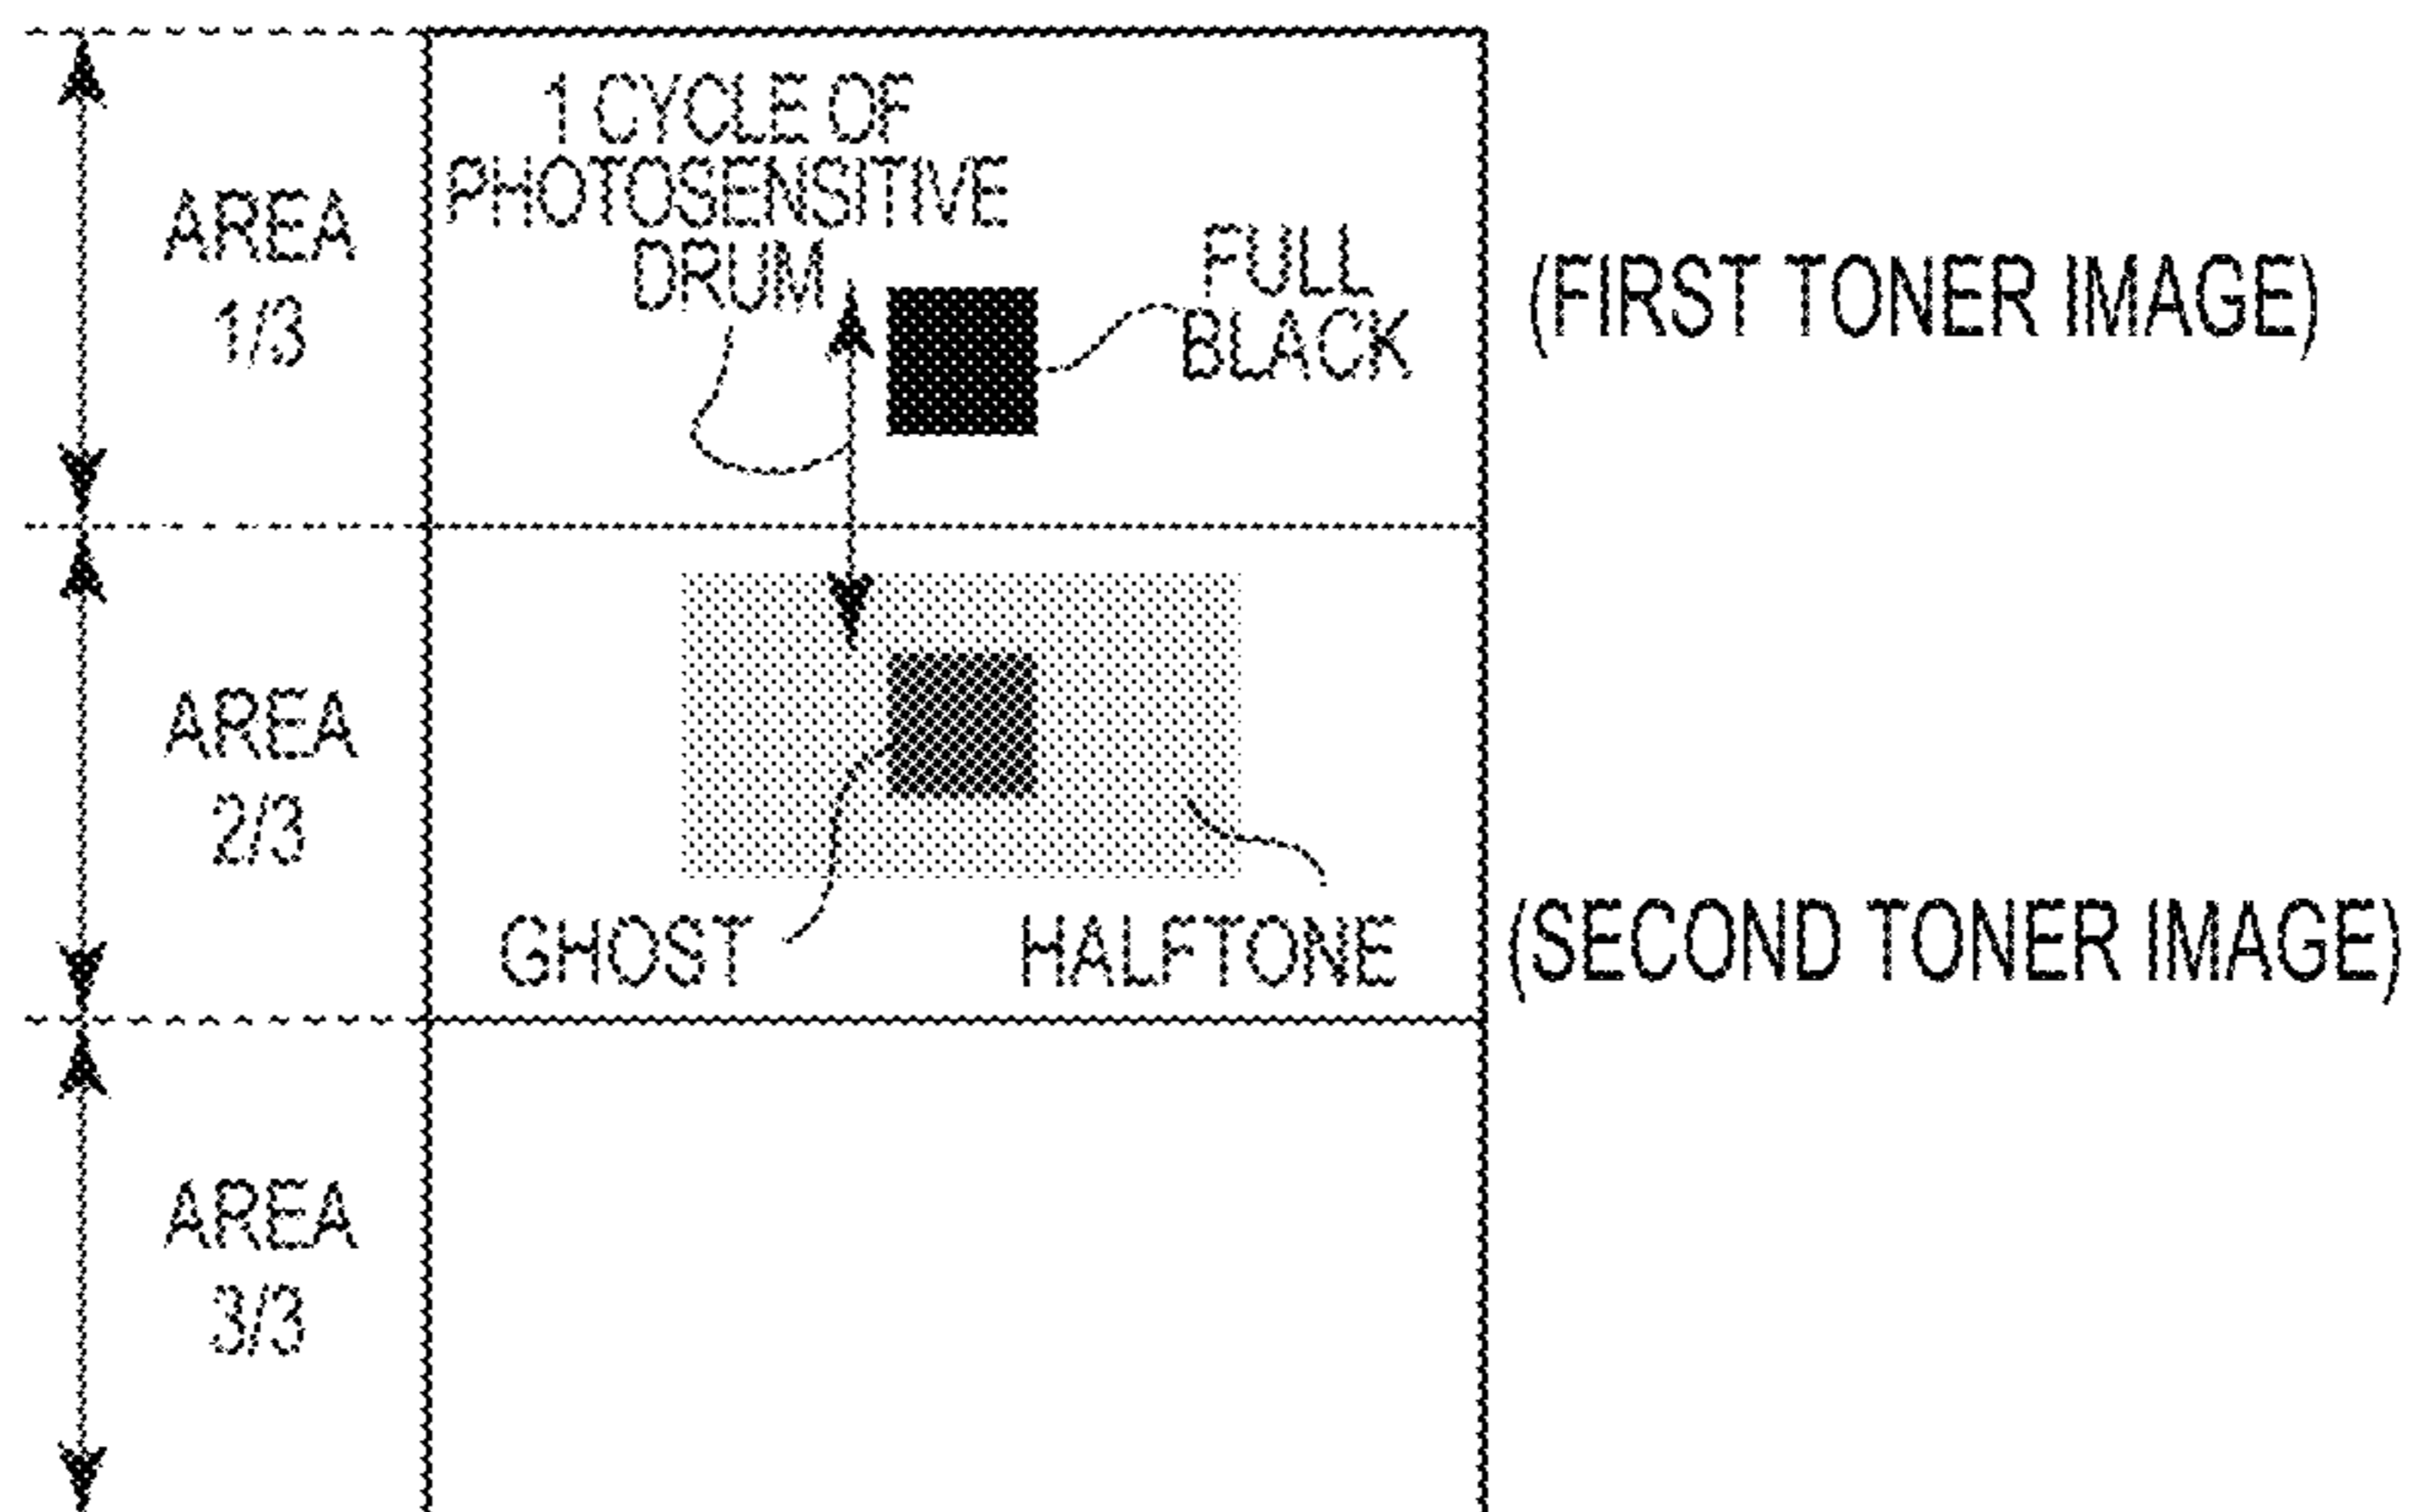 1 CYCLE OF
PHOTOSENSITIVE
DRUM
FULL
BLACK
AREA
1/3
(FIRST TONER IMAGE)
AREA
2/3
GHOST
HALFTONE
(SECOND TONER IMAGE)
AREA
3/3